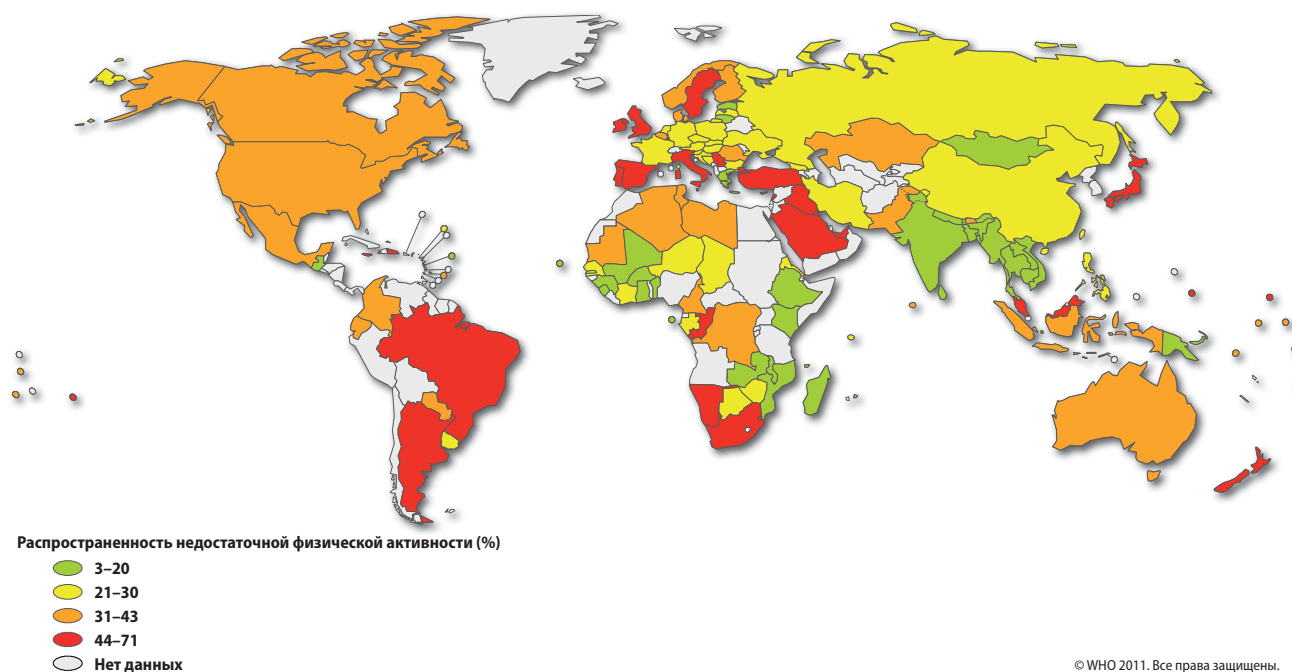 Распространенность недостаточной физической активности (%)
3–20
21–30
31–43
44–71
Нет данных
© WHO 2011. Все права защищены.